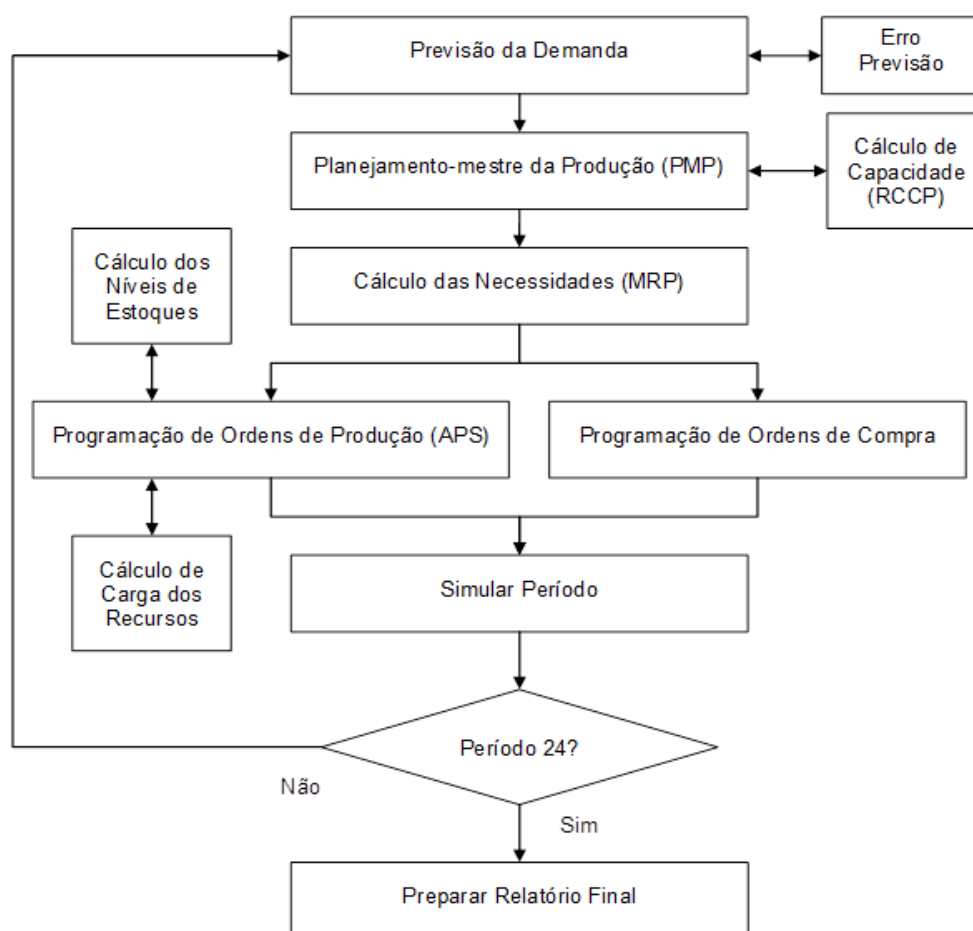 Previsão da Demanda
Erro
Previsão
Planejamento-mestre da Produção (PMP)
Cálculo de
Capacidade
(RCCP)
Cálculo dos
Níveis de
Estoques
Cálculo das Necessidades (MRP)
Programação de Ordens de Produção (APS)
Programação de Ordens de Compra
Cálculo de
Carga dos
Recursos
Simular Período
Período 24?
Não
Sim
Preparar Relatório Final